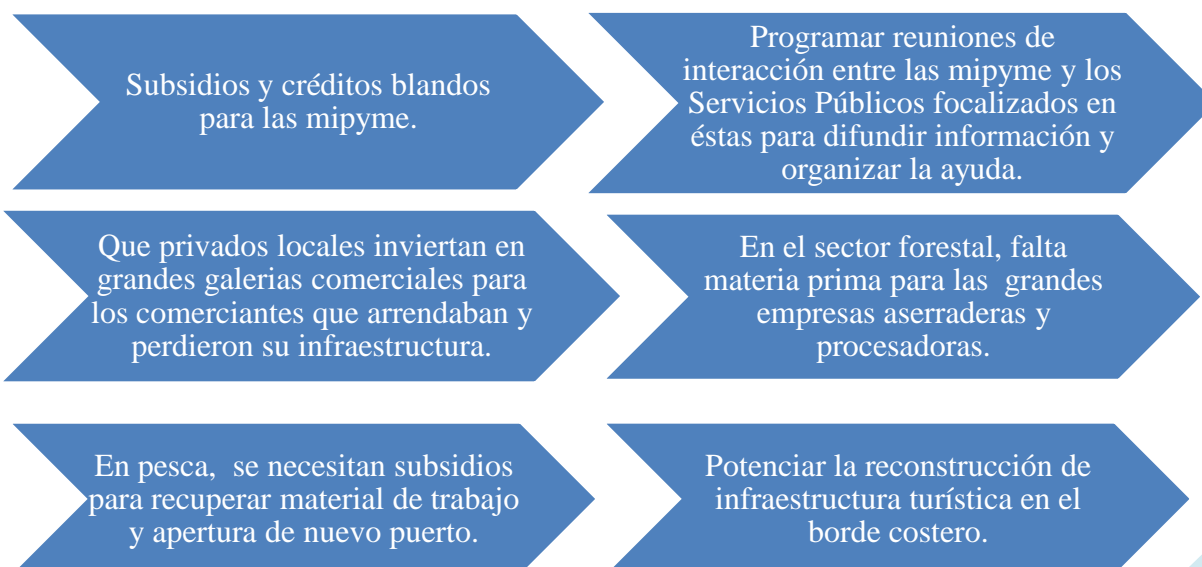 Subsidios y créditos blandos
para las mipyme.
Programar reuniones de
interacción entre las mipyme y los
Servicios Públicos focalizados en
éstas para difundir información y
organizar la ayuda.
Que privados locales inviertan en
grandes galerias comerciales para
los comerciantes que arrendaban y
perdieron su infraestructura.
En el sector forestal, falta
materia prima para las grandes
empresas aserraderas y
procesadoras.
En pesca, se necesitan subsidios
para recuperar material de trabajo
y apertura de nuevo puerto.
Potenciar la reconstrucción de
infraestructura turística en el
borde costero.